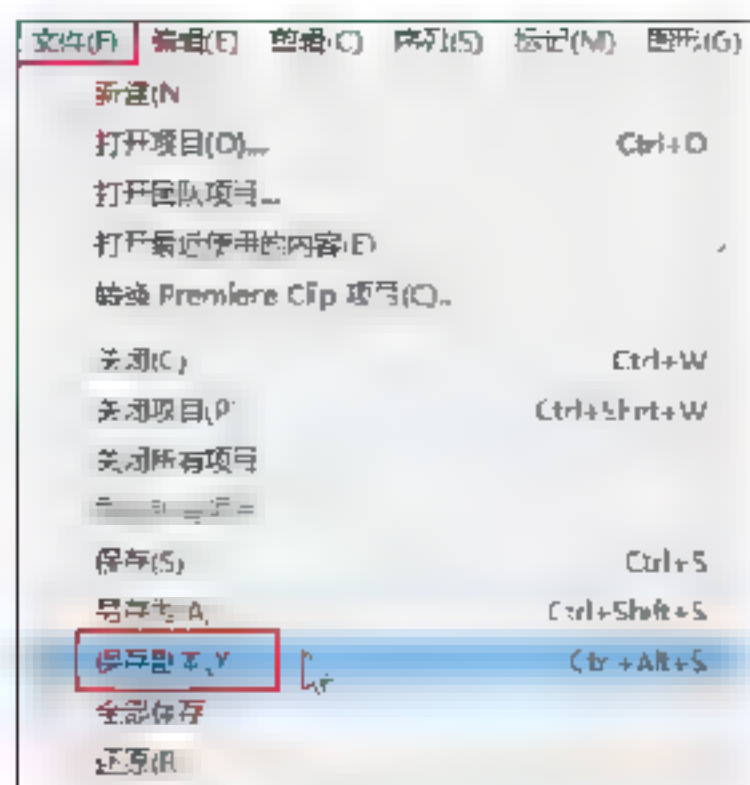 文件(F) 编辑(E) 剪辑(C) 序列(S) 标记(M) 图形(G)
新建(N
打开项目(O)... Ctrl+O
打开团队项目...
打开最近使用的内容(E)
转换 Premiere Clip 项目(C)...
关闭(C) Ctrl+W
关闭项目(P) Ctrl+Shift+W
关闭所有项目
保存(S) Ctrl+S
另存为(A) Ctrl+Shift+S
保存副本(Y Ctrl+Alt+S
全部保存
还原(R